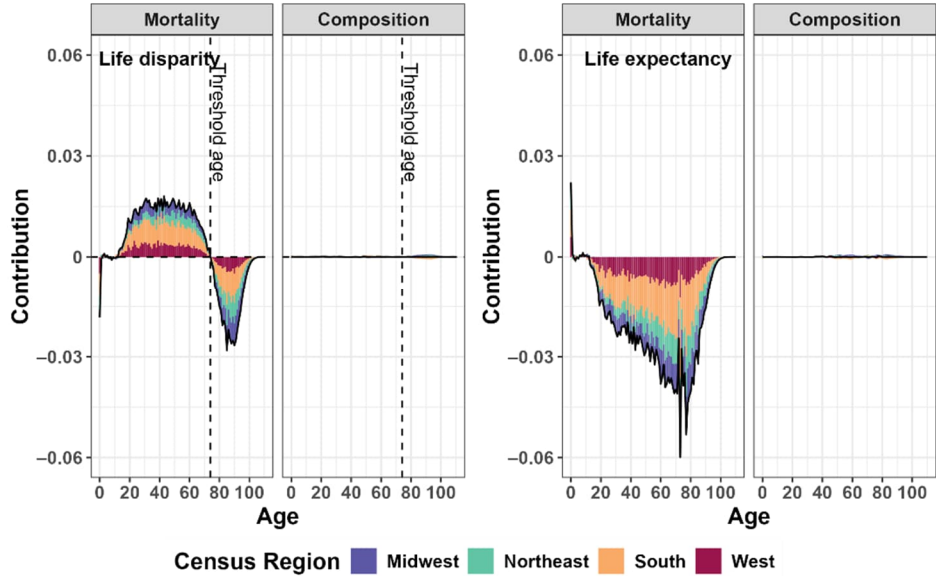 Mortality Composition Mortality Composition
Life disparity
Life expectancy
Threshold age
Threshold age
Contribution
0.06
0.03
0
−0.03
−0.06
Contribution
0.06
0.03
0
−0.03
−0.06
0 20 40 60 80 100 0 20 40 60 80 100
0 20 40 60 80 100 0 20 40 60 80 100
Age Age
Census Region Midwest Northeast South West